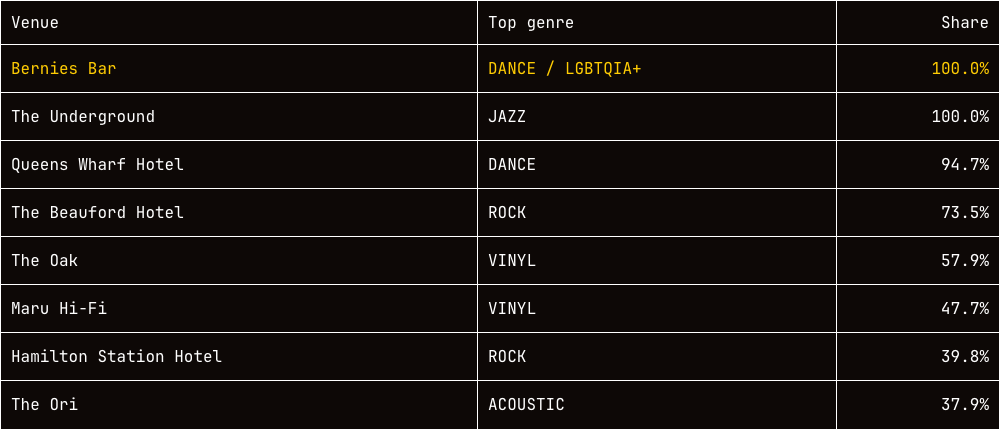 Venue Top genre Share
Bernies Bar DANCE / LGBTQIA+ 100.0%
The Underground JAZZ 100.0%
Queens Wharf Hotel DANCE 94.7%
The Beauford Hotel ROCK 73.5%
The Oak VINYL 57.9%
Maru Hi-Fi VINYL 47.7%
Hamilton Station Hotel ROCK 39.8%
The Ori ACOUSTIC 37.9%